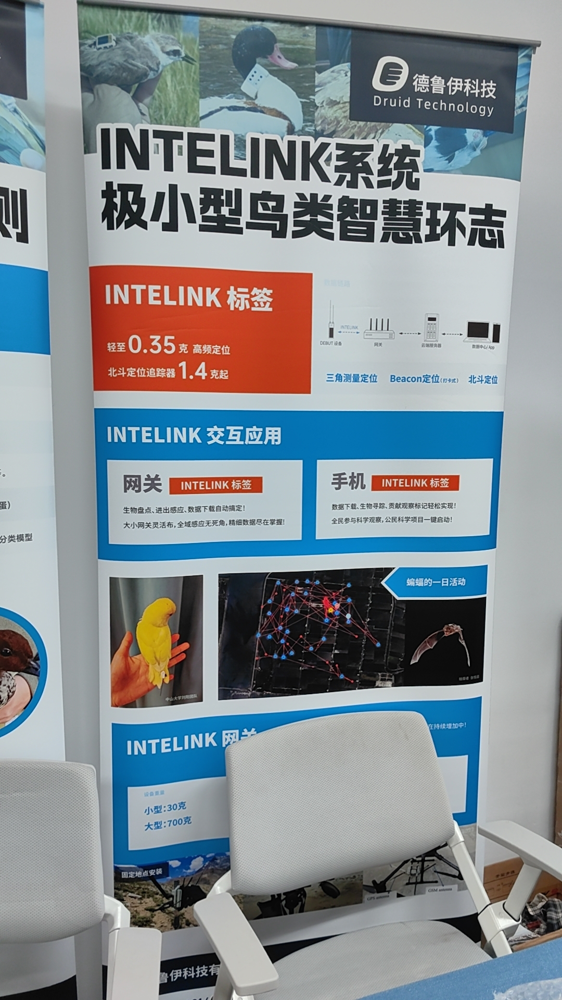 德鲁伊科技
Druid Technology
INTELINK系统
极小型鸟类智慧环志
INTELINK 标签
轻至0.35克 高频定位
北斗定位追踪器1.4克起
数据链路
INTELINK
DEBUT 设备
网关
云端服务器
数据中心/ App
三角测量定位
Beacon定位(打卡式)
北斗定位
INTELINK 交互应用
网关
INTELINK 标签
生物盘点、进出感应、数据下载自动搞定!
大小网关灵活布,全域感应无死角,精细数据尽在掌握!
手机
INTELINK 标签
数据下载、生物寻踪、贡献观察标记轻松实现!
全民参与科学观察,公民科学项目一键启动!
中山大学刘阳团队
蝙蝠的一日活动
INTELINK 网关
在持续增加中!
设备重量
小型:30克
大型:700克
固定地点安装
GPS antenna
GSM antenna
鲁伊科技有
则
蛋)
分类模型